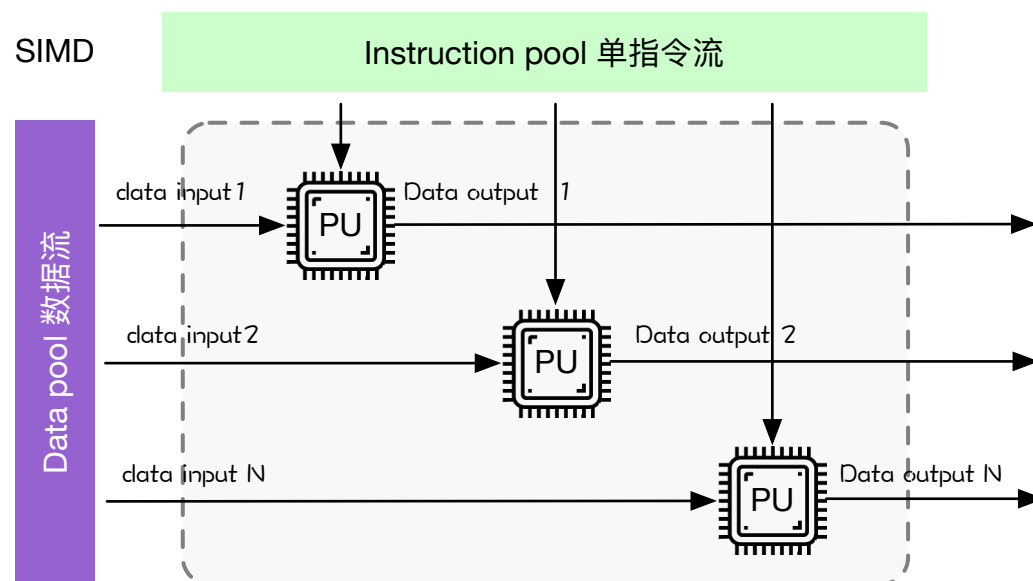 SIMD
Instruction pool 单指令流
Data pool 数据流
data input 1
PU
Data output 1
data input 2
PU
Data output 2
data input N
PU
Data output N